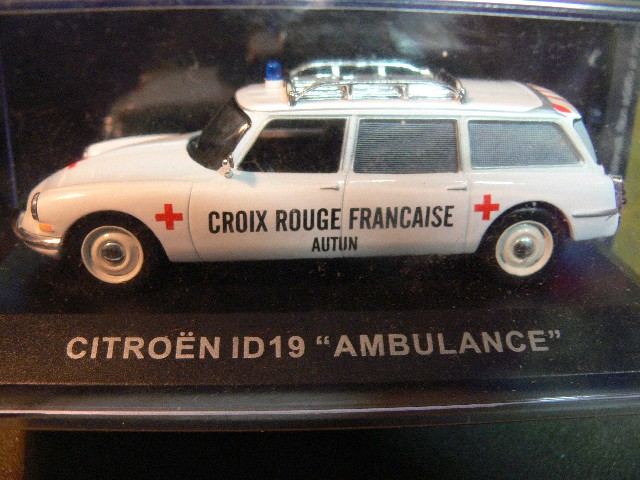 CROIX ROUGE FRANCAISE
AUTUN
CITROËN ID19 “AMBULANCE”